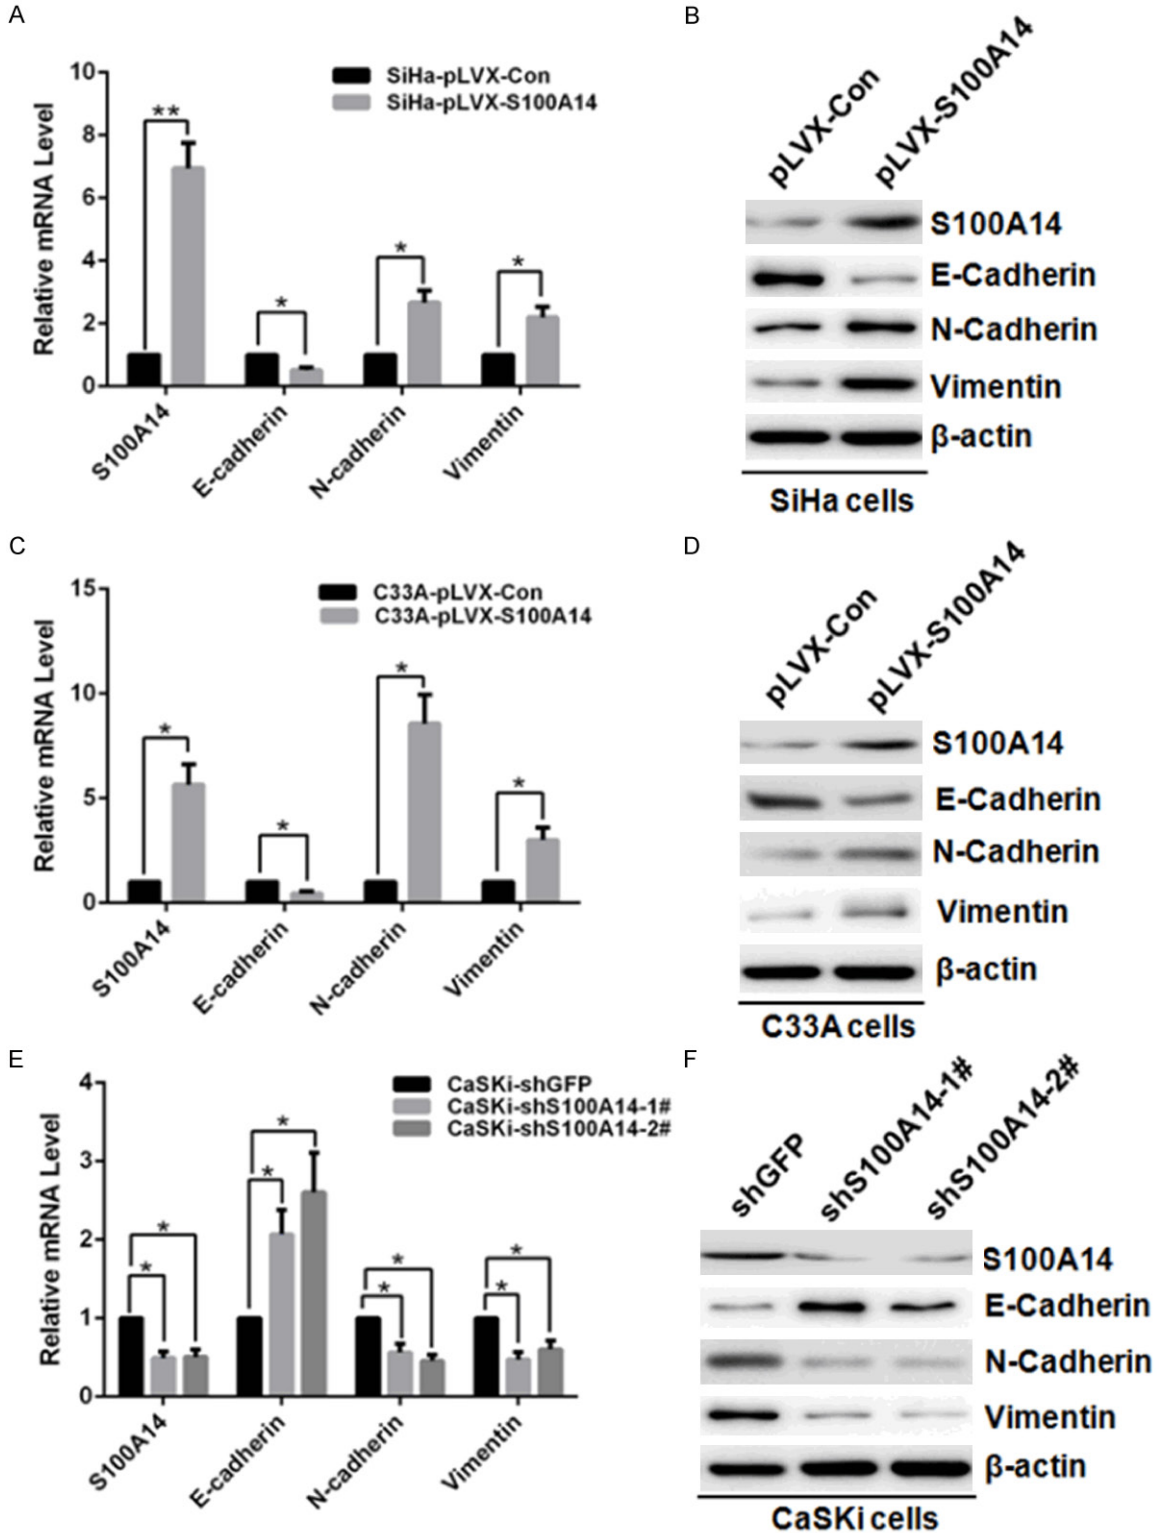 A
Relative mRNA Level
10
8
6
4
2
0
SiHa-pLVX-Con
SiHa-pLVX-S100A14
**
*
*
*
S100A14
E-cadherin
N-cadherin
Vimentin
B
pLVX-Con
pLVX-S100A14
S100A14
E-Cadherin
N-Cadherin
Vimentin
β-actin
SiHa cells
C
Relative mRNA Level
15
10
5
0
C33A-pLVX-Con
C33A-pLVX-S100A14
*
*
*
*
S100A14
E-cadherin
N-cadherin
Vimentin
D
pLVX-Con
pLVX-S100A14
S100A14
E-Cadherin
N-Cadherin
Vimentin
β-actin
C33A cells
E
Relative mRNA Level
4
3
2
1
0
CaSKi-shGFP
CaSKi-shS100A14-1#
CaSKi-shS100A14-2#
*
*
*
*
*
*
*
*
S100A14
E-cadherin
N-cadherin
Vimentin
F
shGFP
shS100A14-1#
shS100A14-2#
S100A14
E-Cadherin
N-Cadherin
Vimentin
β-actin
CaSKi cells